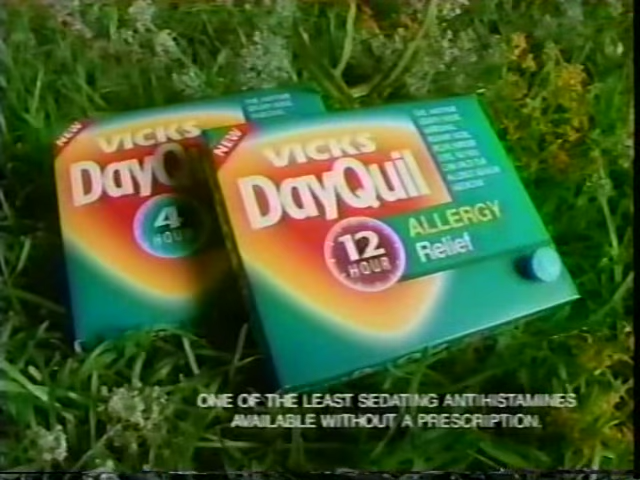 NEW
VICKS
DayQ
4
HOUR
NEW
VICKS
DayQuil
12
HOUR
ALLERGY
Relief
ONE OF THE LEAST SEDATING ANTIHISTAMINES
AVAILABLE WITHOUT A PRESCRIPTION.